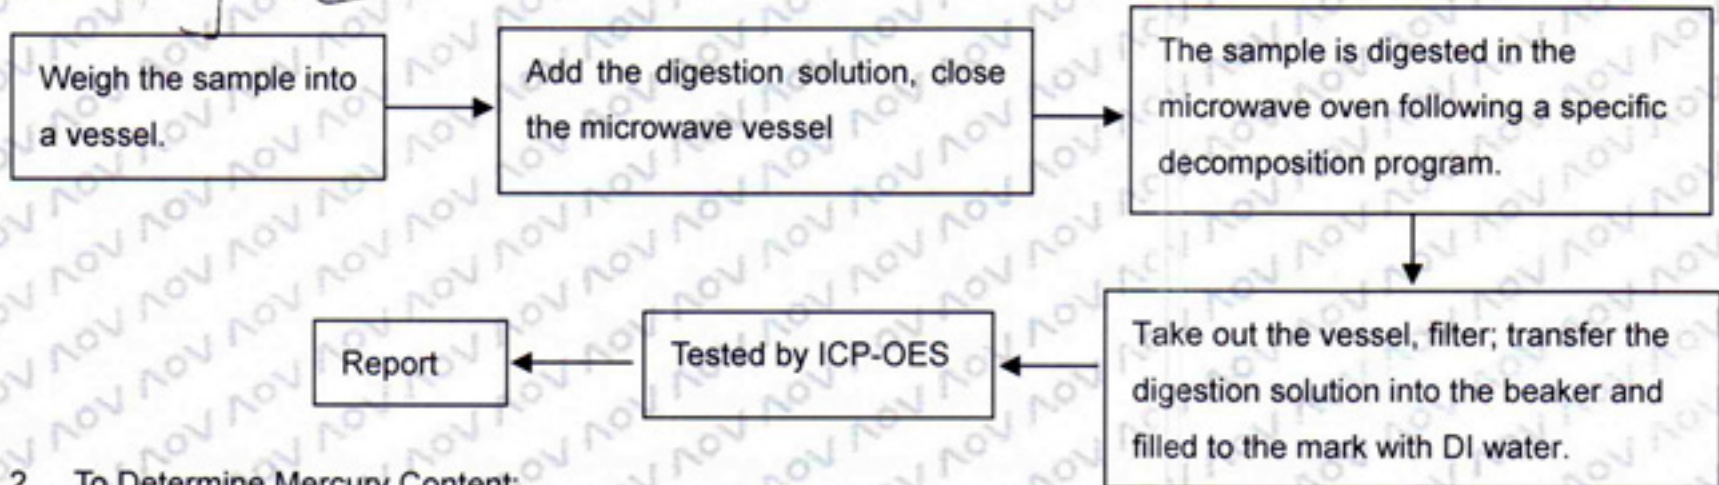 Weigh the sample into
a vessel.
Add the digestion solution, close
the microwave vessel
The sample is digested in the
microwave oven following a specific
decomposition program.
Take out the vessel, filter; transfer the
digestion solution into the beaker and
filled to the mark with DI water.
Tested by ICP-OES
Report
2 To Determine Mercury Content: